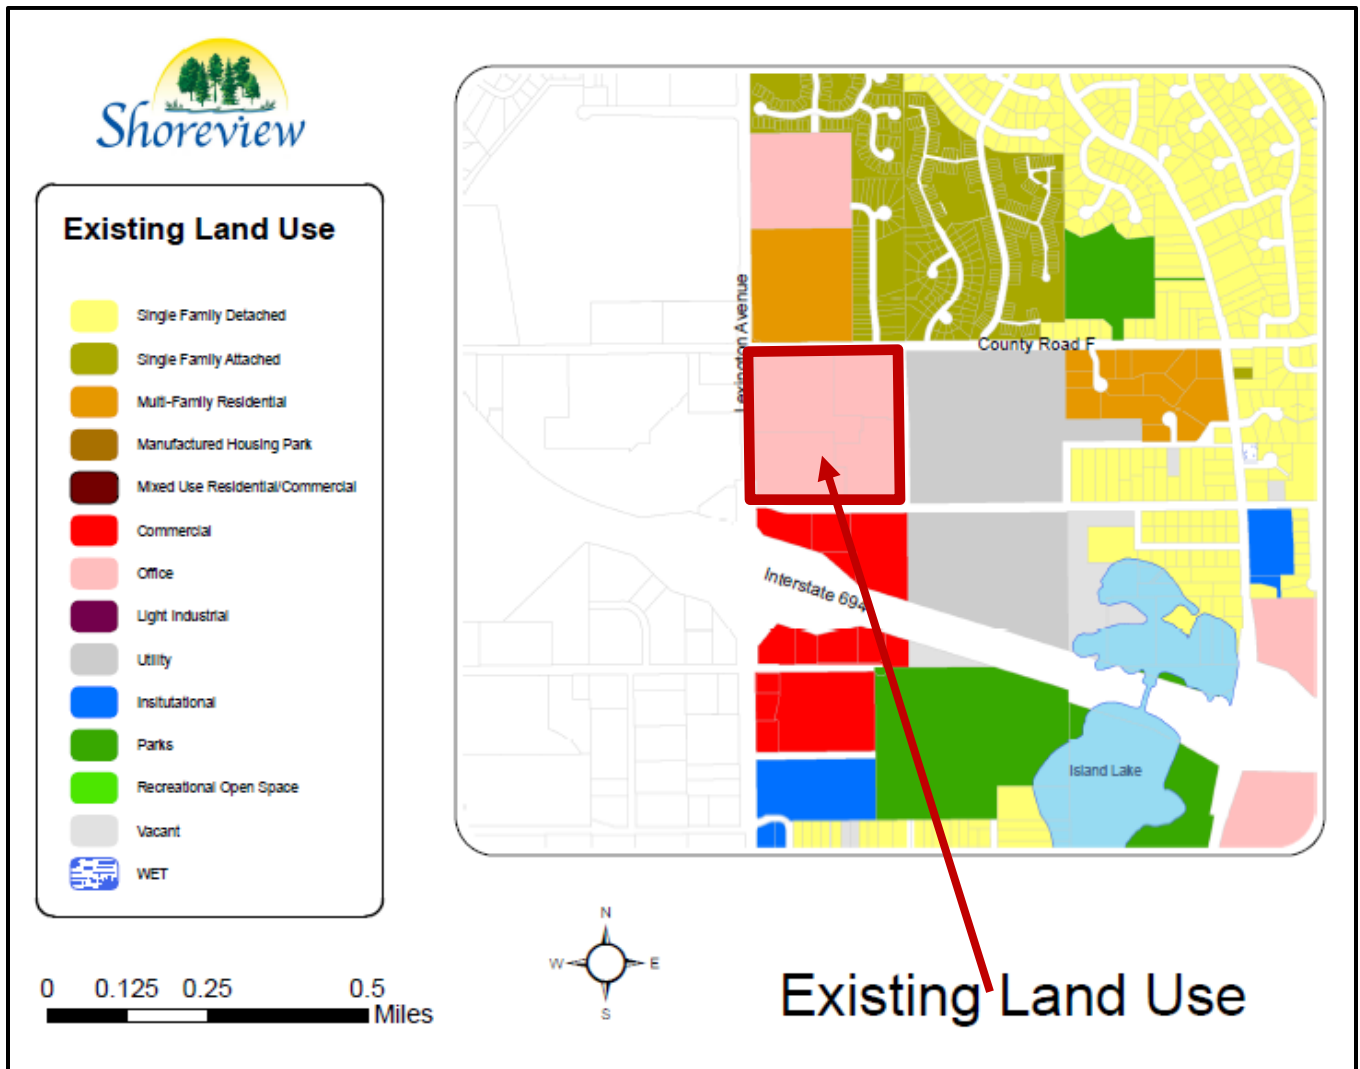 Shoreview
Existing Land Use
Single Family Detached
Single Family Attached
Multi-Family Residential
Manufactured Housing Park
Mixed Use Residential/Commercial
Commercial
Office
Light Industrial
Utility
Insitutational
Parks
Recreational Open Space
Vacant
WET
0 0.125 0.25 0.5
Miles
Lexington Avenue
County Road F
Interstate 694
Island Lake
N
W E
S
Existing Land Use